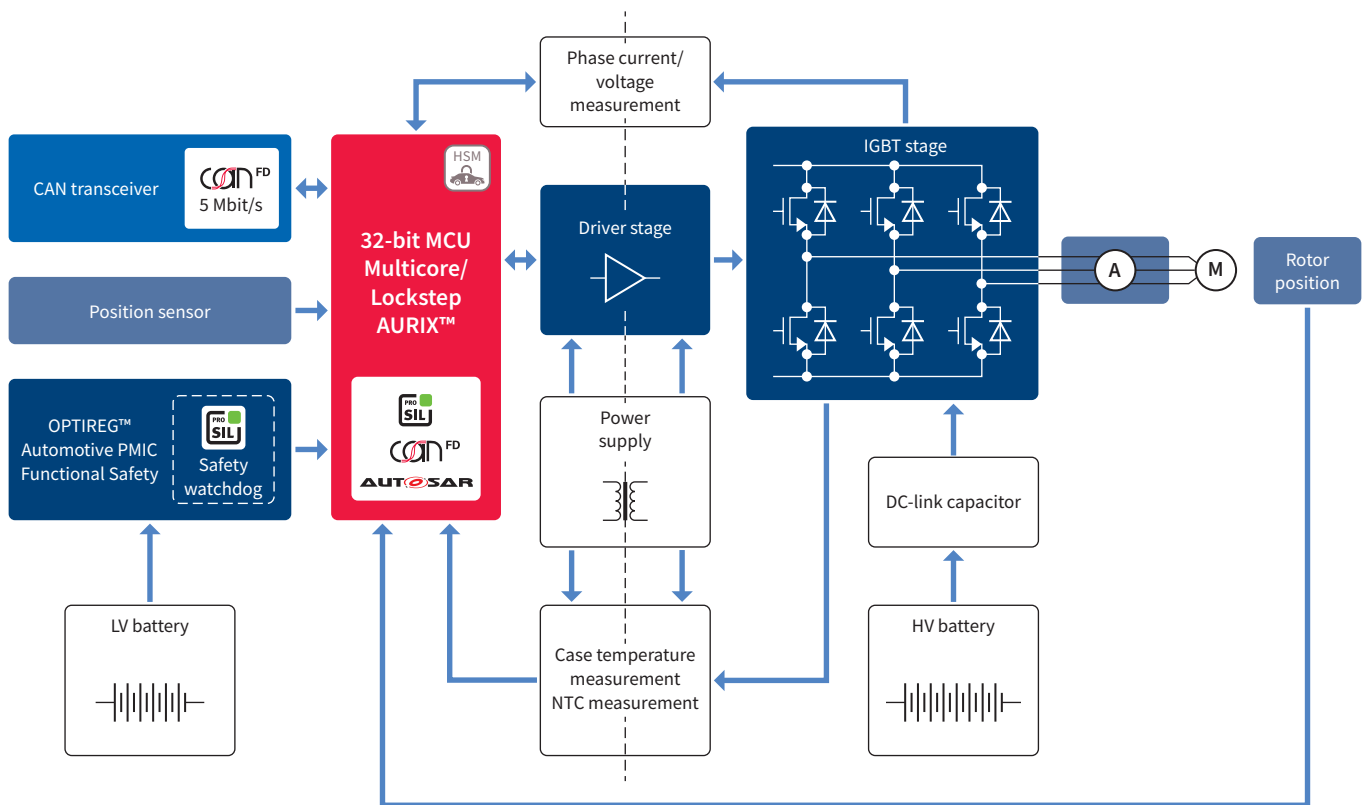 Phase current/
voltage
measurement
CAN transceiver
CAN FD
5 Mbit/s
HSM
32-bit MCU
Multicore/
Lockstep
AURIX™
PRO
SIL
CAN FD
AUTOSAR
Driver stage
IGBT stage
A
M
Rotor
position
Position sensor
OPTIREG™
Automotive PMIC
Functional Safety
PRO
SIL
Safety
watchdog
Power
supply
DC-link capacitor
LV battery
Case temperature
measurement
NTC measurement
HV battery